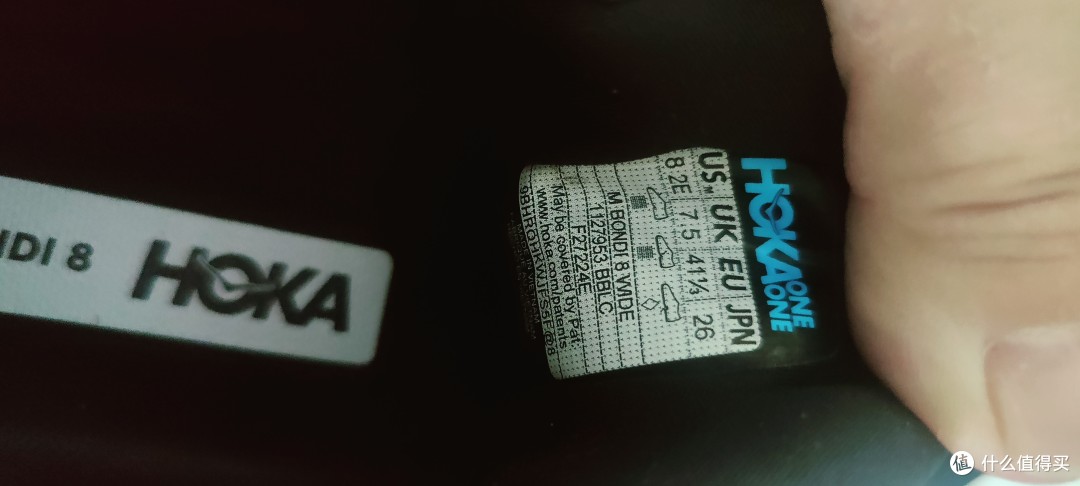 HOKA
ONE
ONE
US M UK EU JPN
8 2E 7 5 41⅓ 26
M BONDI 8 WIDE
1127953 BBLC
F27224E
May be covered by Pat.
www.hoka.com/patents
NDI 8 HOKA
值 什么值得买